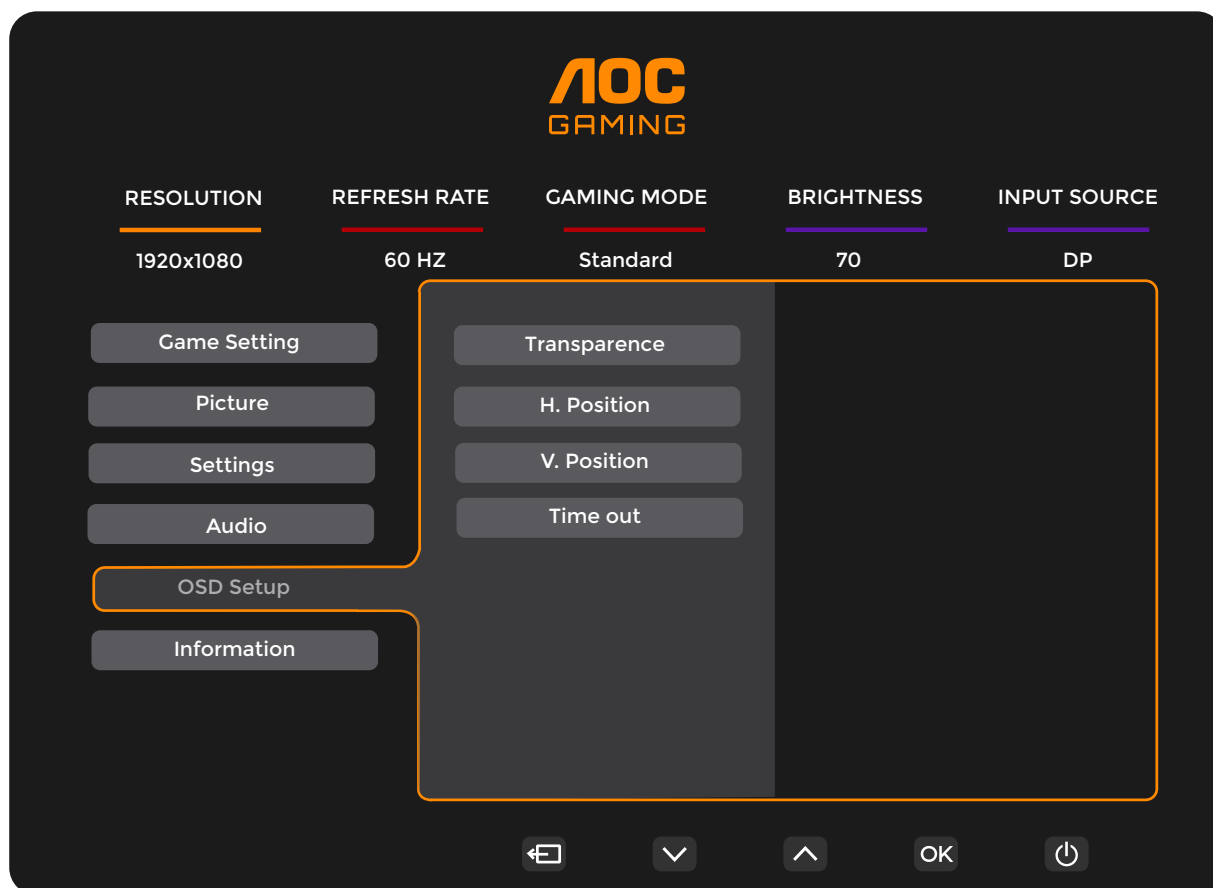 AOC
GAMING
RESOLUTION REFRESH RATE GAMING MODE BRIGHTNESS INPUT SOURCE
1920x1080 60 HZ Standard 70 DP
Game Setting
Transparence
Picture
H. Position
Settings
V. Position
Audio
Time out
OSD Setup
Information
OK